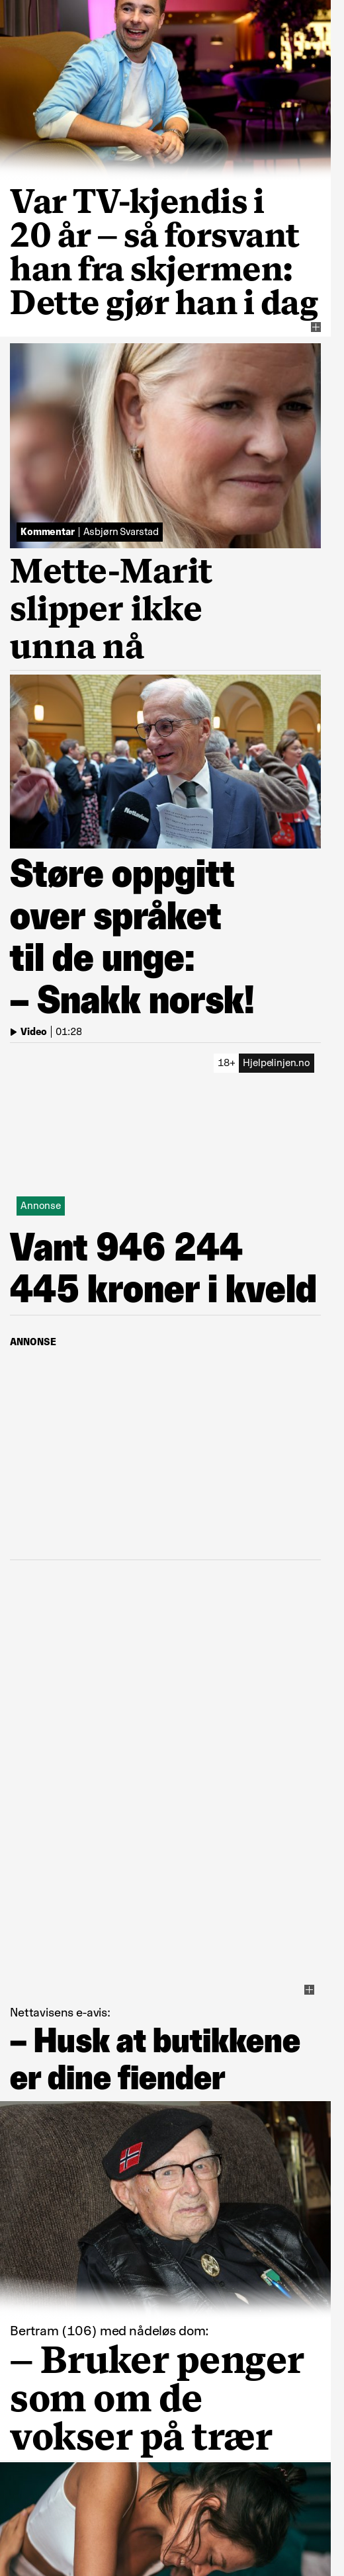 Var TV-kjendis i
20 år – så forsvant
han fra skjermen:
Dette gjør han i dag
Kommentar | Asbjørn Svarstad
Mette-Marit
slipper ikke
unna nå
Nettavisen
Støre oppgitt
over språket
til de unge:
– Snakk norsk!
Video | 01:28
18+ Hjelpelinjen.no
Annonse
Vant 946 244
445 kroner i kveld
ANNONSE
Nettavisens e-avis:
– Husk at butikkene
er dine fiender
Bertram (106) med nådeløs dom:
– Bruker penger
som om de
vokser på trær